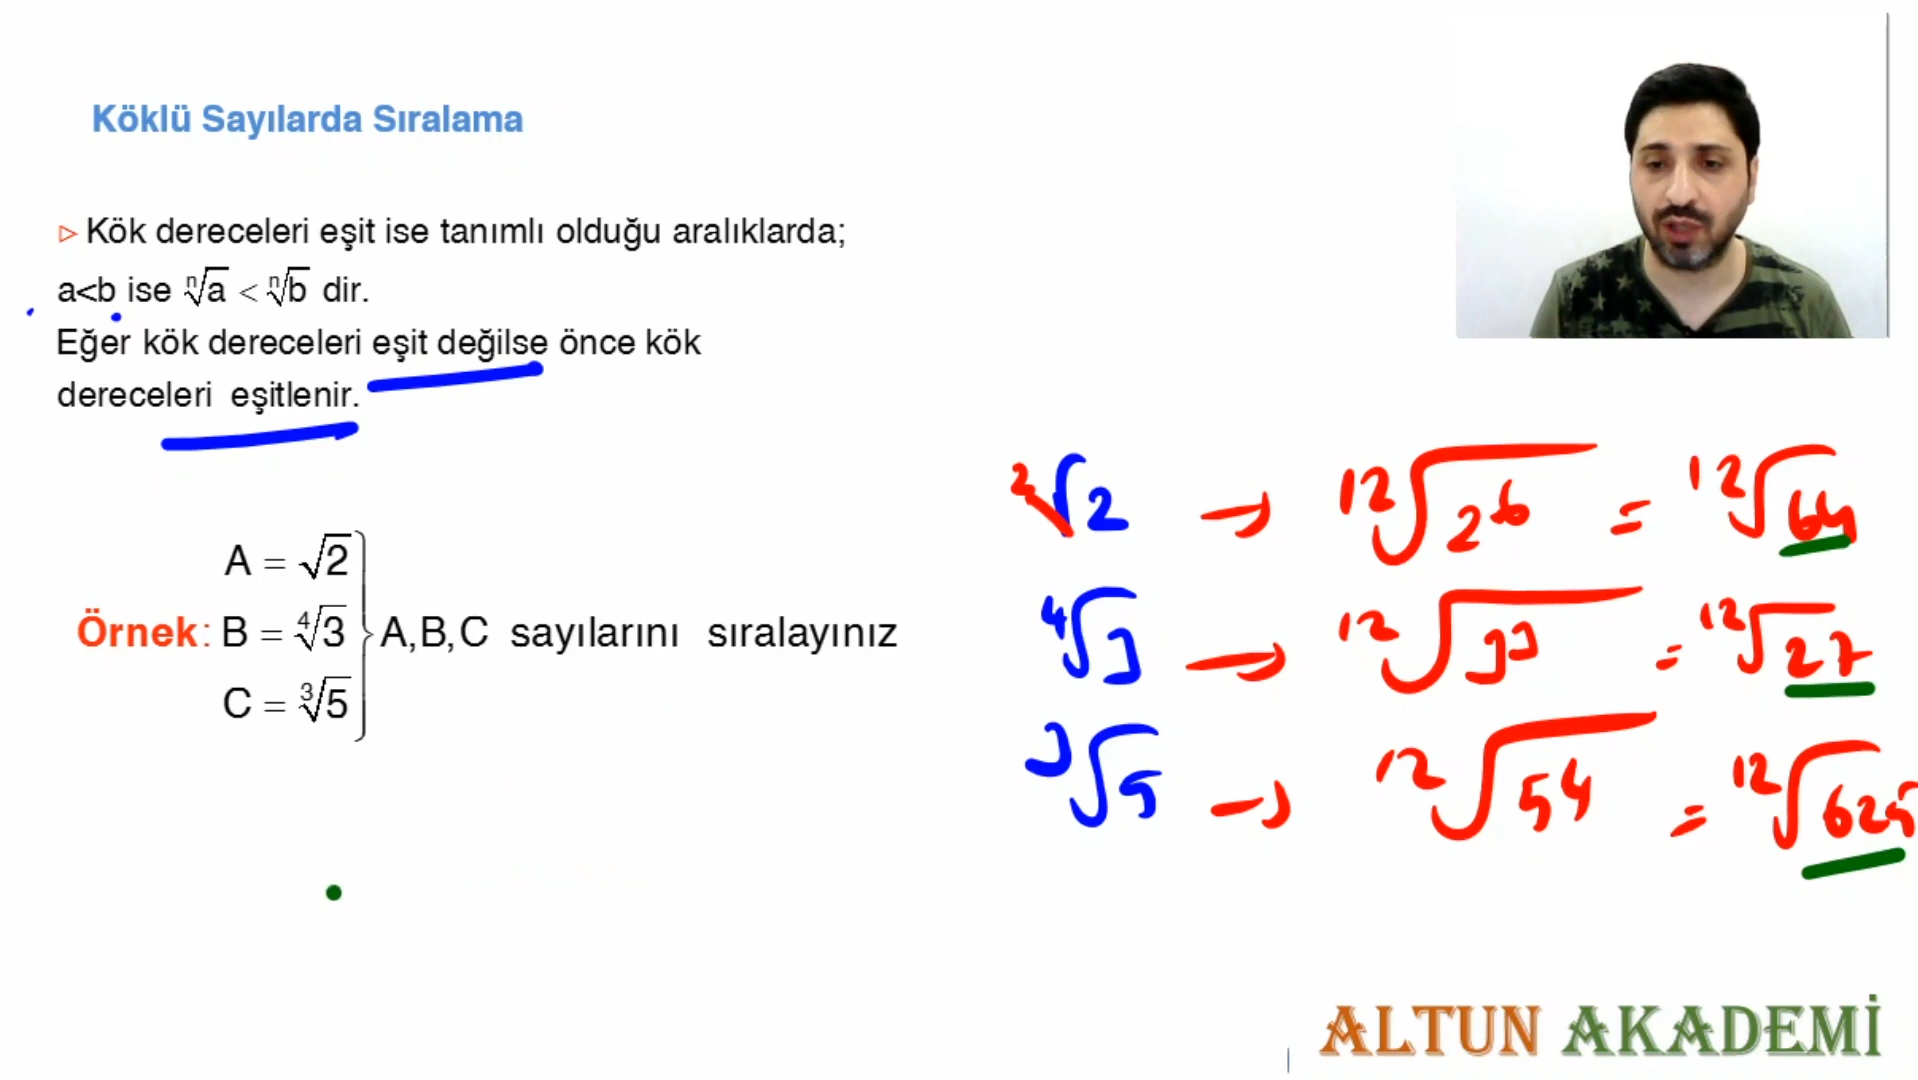 Köklü Sayılarda Sıralama
▷ Kök dereceleri eşit ise tanımlı olduğu aralıklarda;
a<b ise ⁿ√a < ⁿ√b dir.
Eğer kök dereceleri eşit değilse önce kök
dereceleri eşitlenir.
A = √2
Örnek: B = ⁴√3 } A,B,C sayılarını sıralayınız
C = ³√5
²√2 → ¹²√2⁶ = ¹²√64
⁴√3 → ¹²√3³ = ¹²√27
³√5 → ¹²√5⁴ = ¹²√625
ALTUN AKADEMİ